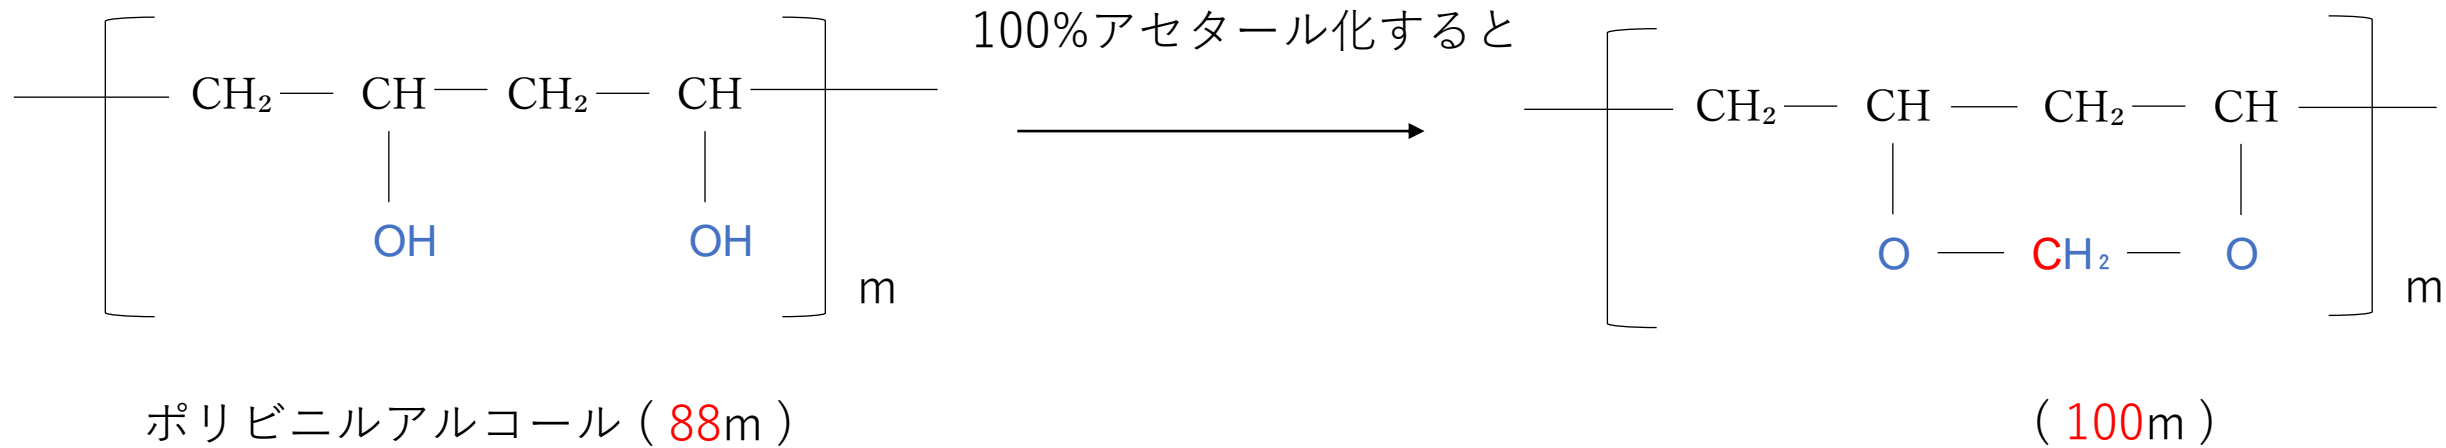 100%アセタール化すると
CH₂ CH CH₂ CH
OH OH
m
CH₂ CH CH₂ CH
O CH₂ O
m
ポリビニルアルコール ( 88m )
( 100m )